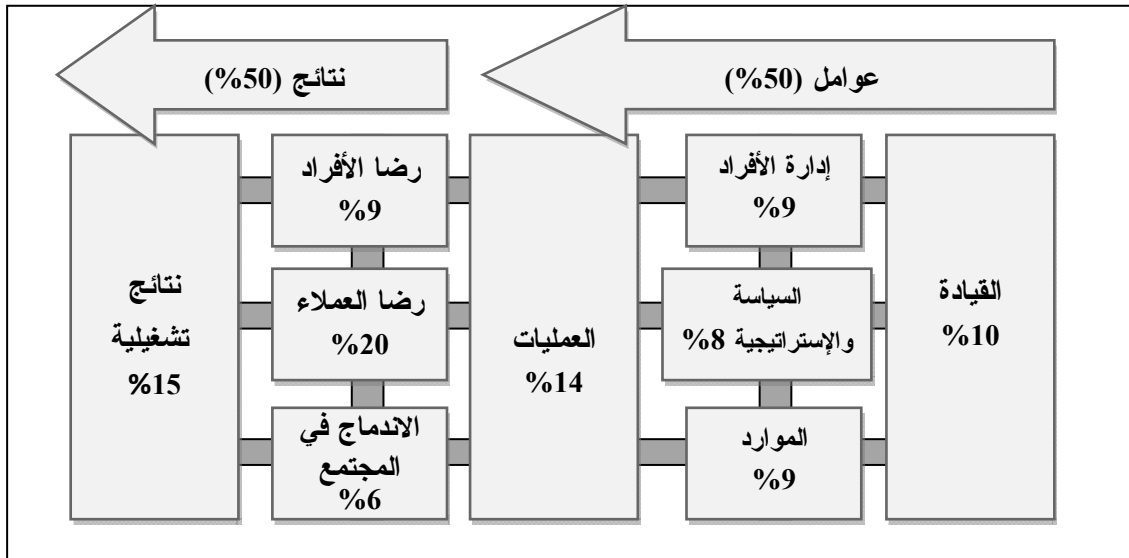 عوامل (50%)
نتائج (50%)
القيادة
%10
إدارة الأفراد
%9
السياسة
والإستراتيجية 8%
الموارد
%9
العمليات
%14
رضا الأفراد
%9
رضا العملاء
%20
الاندماج في
المجتمع
%6
نتائج
تشغيلية
%15